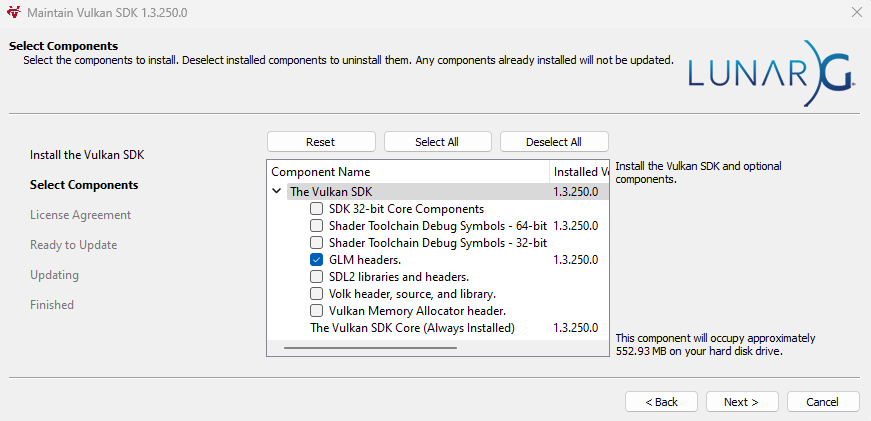 Maintain Vulkan SDK 1.3.250.0
Select Components
Select the components to install. Deselect installed components to uninstall them. Any components already installed will not be updated.
LUNARG
Install the Vulkan SDK
Select Components
License Agreement
Ready to Update
Updating
Finished
Reset
Select All
Deselect All
Component Name
Installed Ve
The Vulkan SDK 1.3.250.0
SDK 32-bit Core Components
Shader Toolchain Debug Symbols - 64-bit 1.3.250.0
Shader Toolchain Debug Symbols - 32-bit
GLM headers. 1.3.250.0
SDL2 libraries and headers.
Volk header, source, and library.
Vulkan Memory Allocator header.
The Vulkan SDK Core (Always Installed) 1.3.250.0
Install the Vulkan SDK and optional
components.
This component will occupy approximately
552.93 MB on your hard disk drive.
< Back
Next >
Cancel